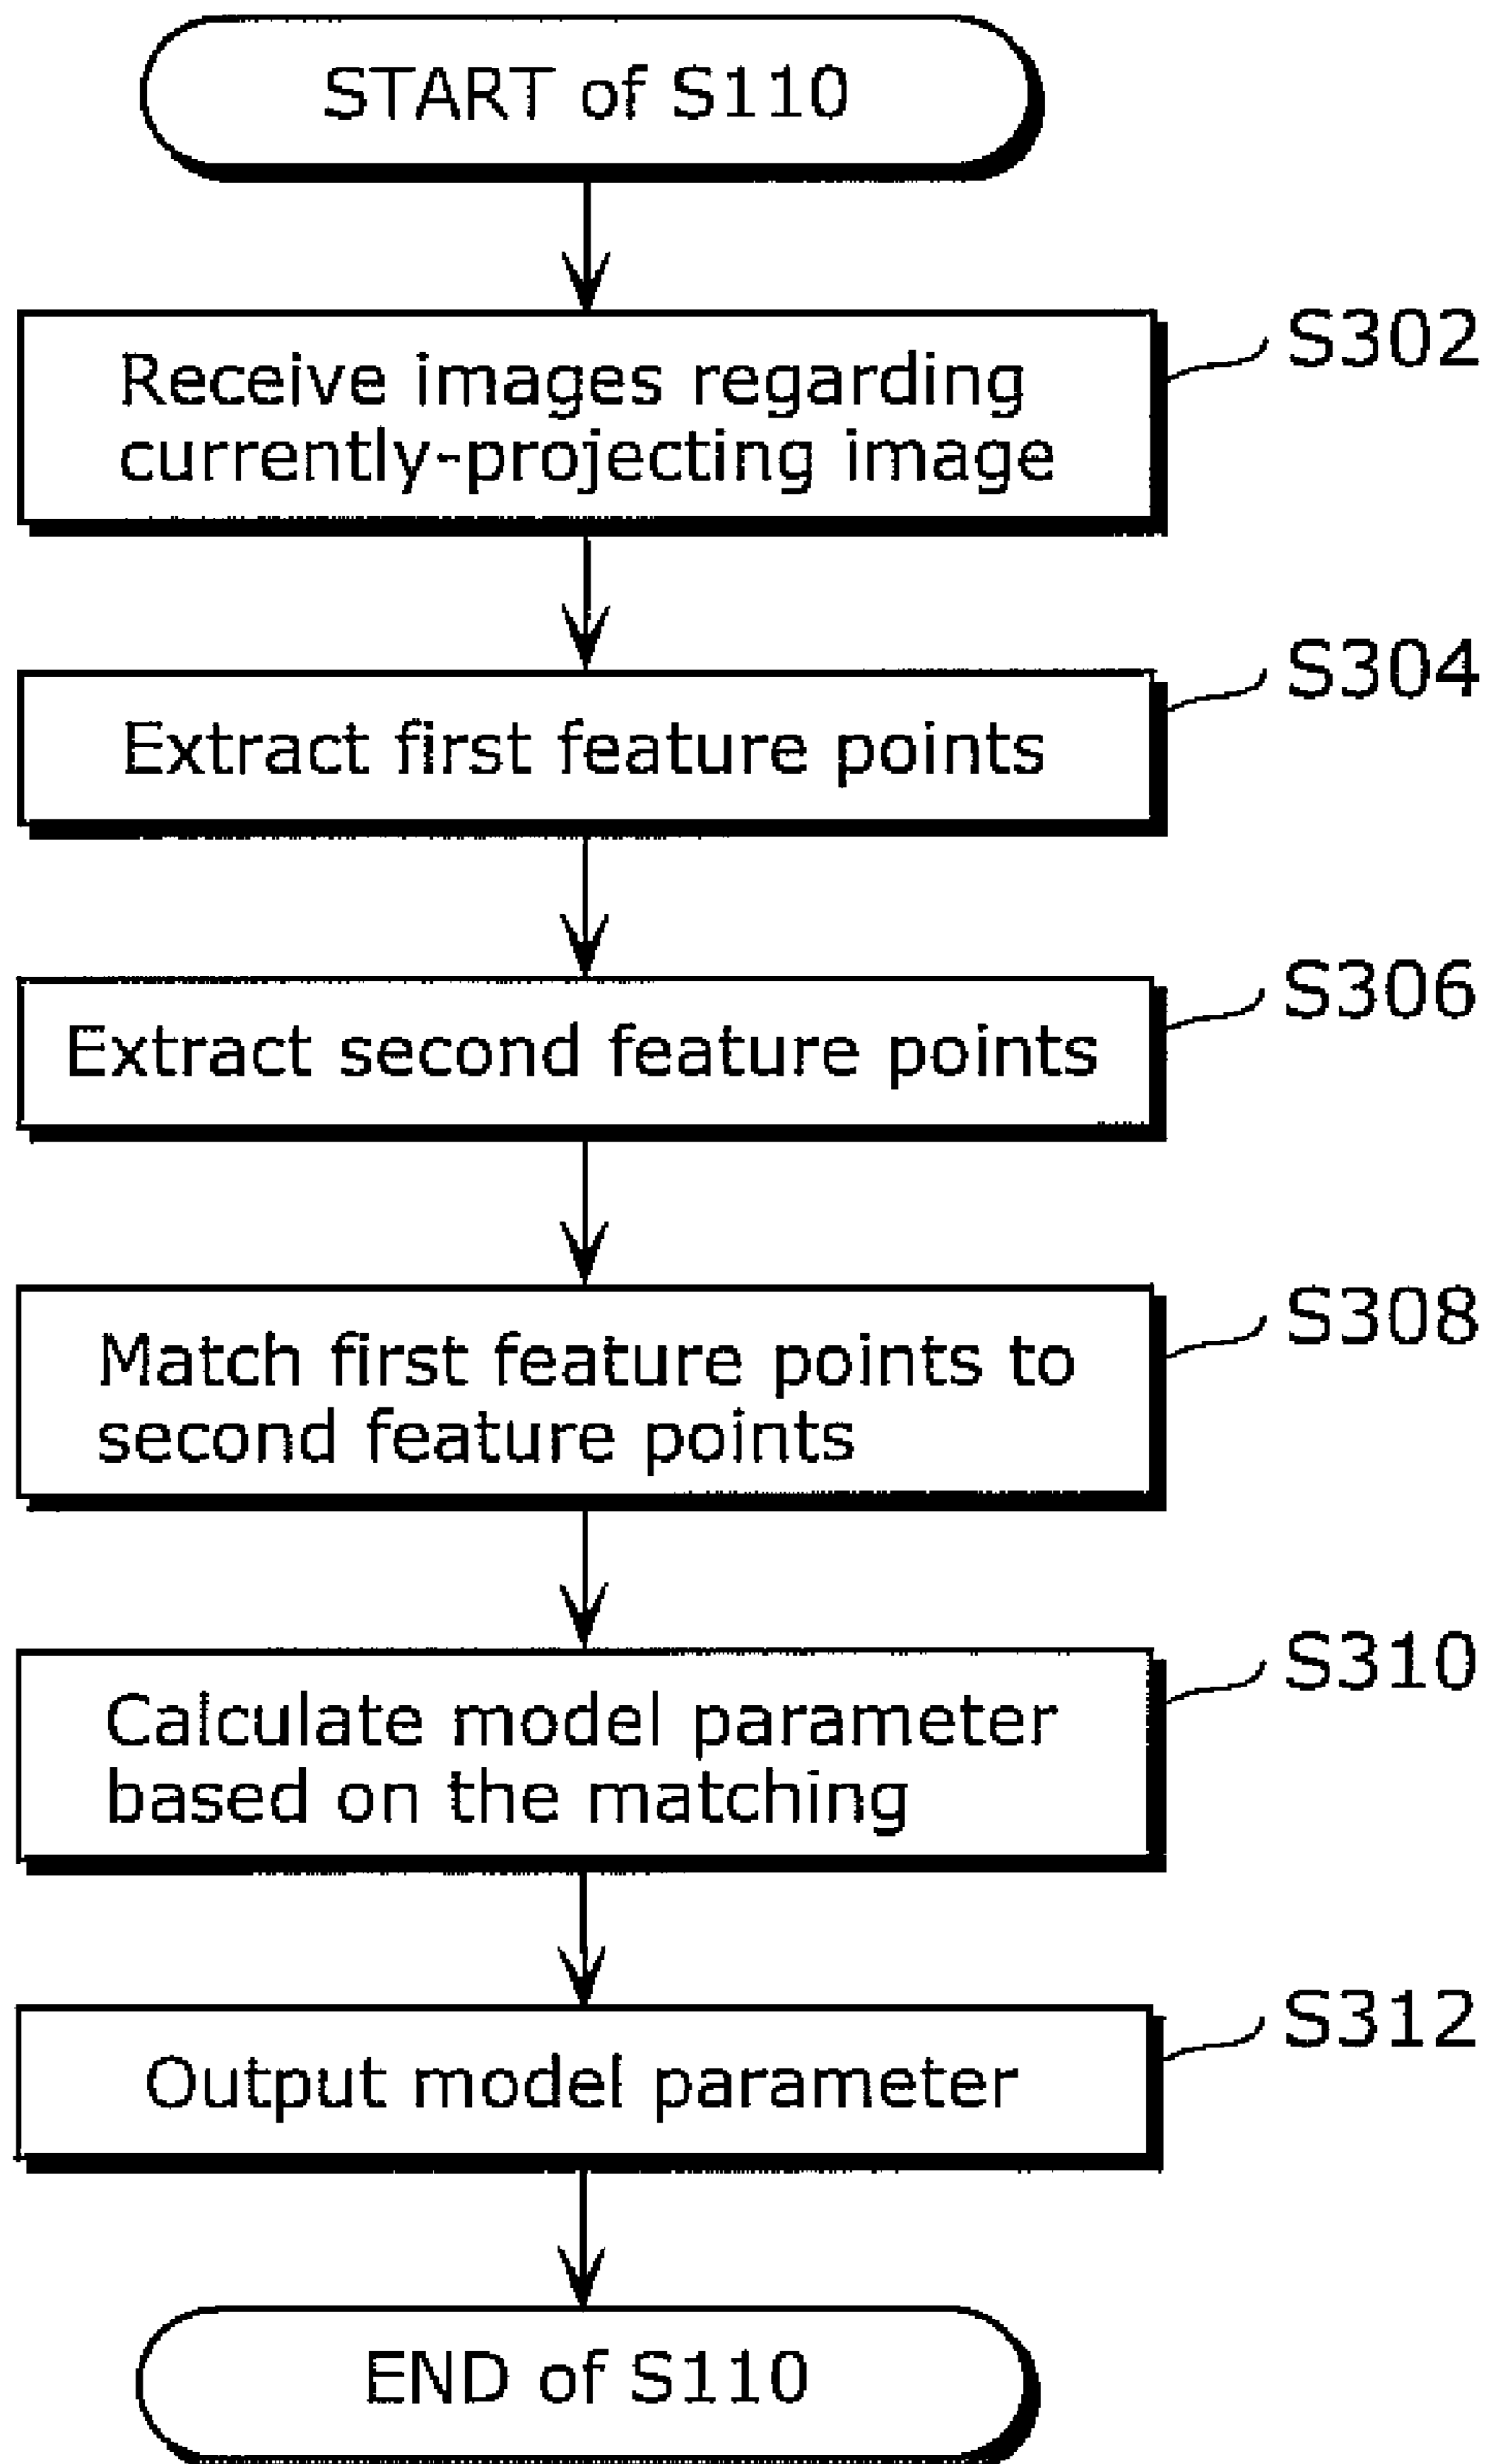 START of S110
S302
Receive images regarding
currently-projecting image
S304
Extract first feature points
S306
Extract second feature points
S308
Match first feature points to
second feature points
S310
Calculate model parameter
based on the matching
S312
Output model parameter
END of S110